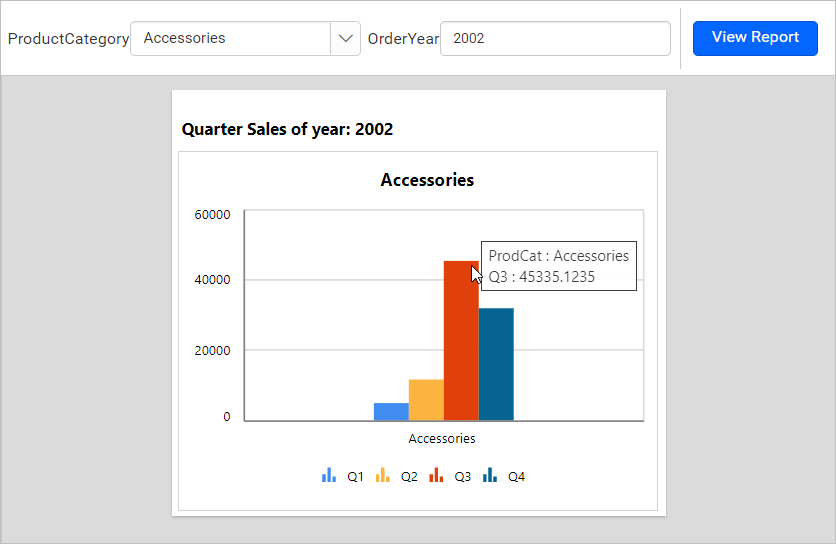 ProductCategory Accessories OrderYear 2002 View Report
Quarter Sales of year: 2002
Accessories
60000
ProdCat : Accessories
Q3 : 45335.1235
40000
20000
0
Accessories
Q1 Q2 Q3 Q4